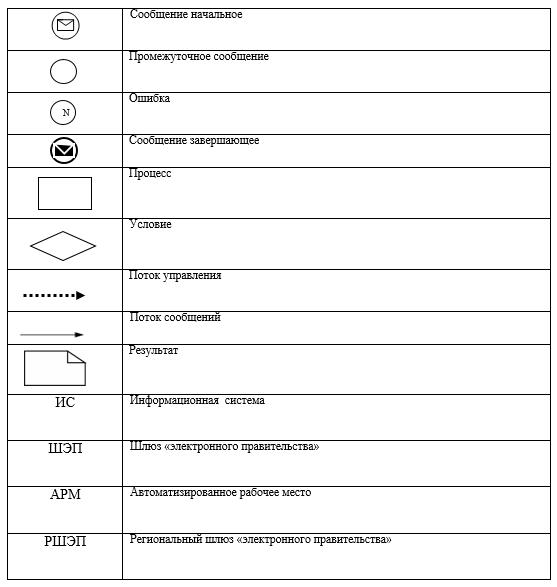 Сообщение начальное
Промежуточное сообщение
N Ошибка
Сообщение завершающее
Процесс
Условие
Поток управления
Поток сообщений
Результат
ИС Информационная система
ШЭП Шлюз «электронного правительства»
АРМ Автоматизированное рабочее место
РШЭП Региональный шлюз «электронного правительства»